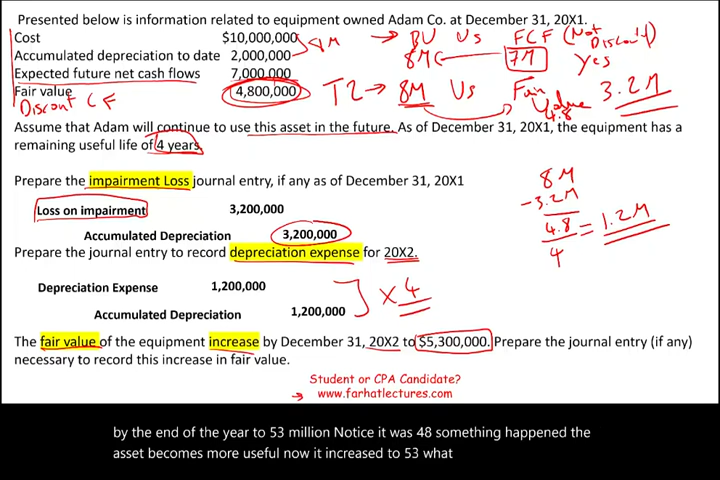 Presented below is information related to equipment owned Adam Co. at December 31, 20X1.
Cost $10,000,000 8M → BV Vs FCF (Not Discount)
Accumulated depreciation to date 2,000,000 8M 7M Yes
Expected future net cash flows 7,000,000
Fair value 4,800,000 T2 → 8M Vs Fair Value 4.8 3.2M
Discount CF
Assume that Adam will continue to use this asset in the future. As of December 31, 20X1, the equipment has a
remaining useful life of 4 years.
Prepare the impairment Loss journal entry, if any as of December 31, 20X1
Loss on impairment 3,200,000
Accumulated Depreciation 3,200,000
8M
-3.2M
4.8 = 1.2M
4
Prepare the journal entry to record depreciation expense for 20X2.
Depreciation Expense 1,200,000
Accumulated Depreciation 1,200,000
} × 4
The fair value of the equipment increase by December 31, 20X2 to $5,300,000. Prepare the journal entry (if any)
necessary to record this increase in fair value.
Student or CPA Candidate?
→ www.farhatlectures.com
by the end of the year to 53 million Notice it was 48 something happened the
asset becomes more useful now it increased to 53 what